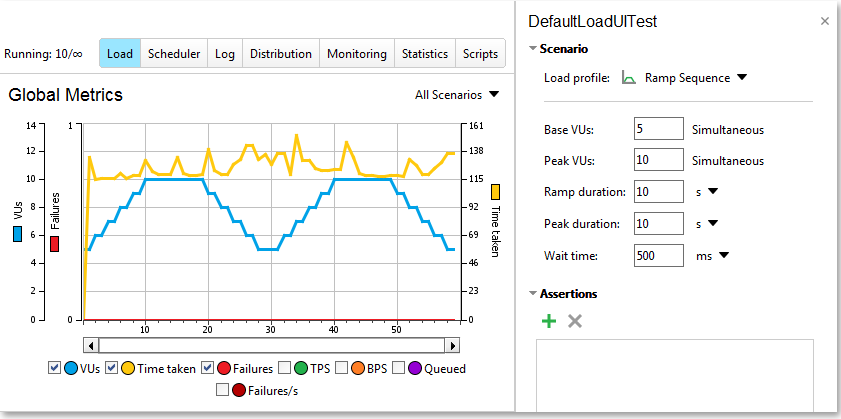 DefaultLoadUITest
Running: 10/∞
Load
Scheduler
Log
Distribution
Monitoring
Statistics
Scripts
Global Metrics
All Scenarios
VUs
14
12
10
8
6
4
2
0
Failures
1
0
10
20
30
40
50
161
138
115
92
69
46
23
0
Time taken
VUs
Time taken
Failures
TPS
BPS
Queued
Failures/s
Scenario
Load profile: Ramp Sequence
Base VUs: 5 Simultaneous
Peak VUs: 10 Simultaneous
Ramp duration: 10 s
Peak duration: 10 s
Wait time: 500 ms
Assertions